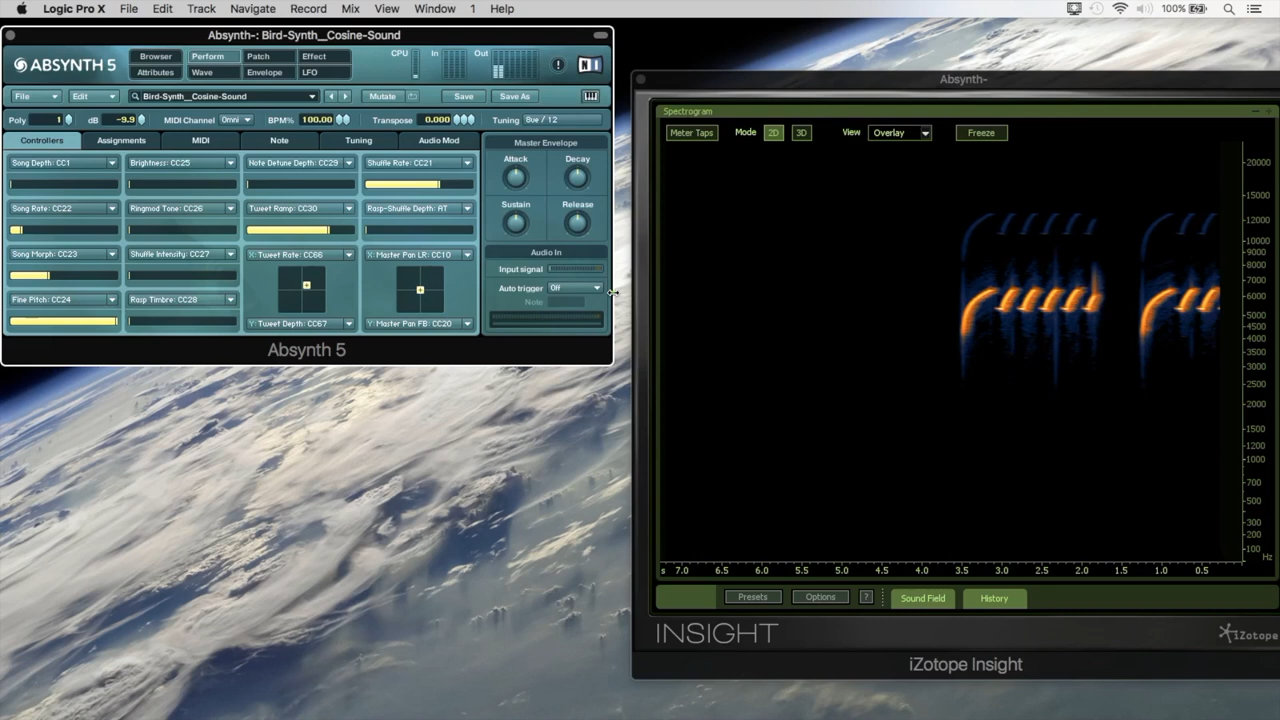 Logic Pro X File Edit Track Navigate Record Mix View Window 1 Help 100%
Absynth-: Bird-Synth__Cosine-Sound
ABSYNTH 5
Browser Perform Patch Effect
Attributes Wave Envelope LFO
CPU In Out
File Edit Bird-Synth__Cosine-Sound Mutate Save Save As
Poly 1 dB -9.9 MIDI Channel Omni BPM% 100.00 Transpose 0.000 Tuning 8ve / 12
Controllers Assignments MIDI Note Tuning Audio Mod
Song Depth: CC1 Brightness: CC25 Note Detune Depth: CC29 Shuffle Rate: CC21
Song Rate: CC22 Ringmod Tone: CC26 Tweet Ramp: CC30 Rasp-Shuffle Depth: AT
Song Morph: CC23 Shuffle Intensity: CC27 X: Tweet Rate: CC66 X: Master Pan LR: CC10
Fine Pitch: CC24 Rasp Timbre: CC28 Y: Tweet Depth: CC67 Y: Master Pan FB: CC20
Master Envelope
Attack Decay
Sustain Release
Audio In
Input signal
Auto trigger Off
Note
Absynth 5
Absynth-
Spectrogram
Meter Taps Mode 2D 3D View Overlay Freeze
20000
15000
12000
10000
9000
8000
7000
6000
5000
4500
4000
3500
3000
2500
2000
1500
1200
1000
700
500
300
200
100
Hz
s 7.0 6.5 6.0 5.5 5.0 4.5 4.0 3.5 3.0 2.5 2.0 1.5 1.0 0.5
Presets Options ? Sound Field History
INSIGHT
iZotope
iZotope Insight